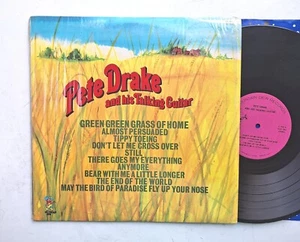 Pete Drake
and his Talking Guitar
GREEN GREEN GRASS OF HOME
ALMOST PERSUADED
TIPPY TOEING
DON'T LET ME CROSS OVER
STILL
THERE GOES MY EVERYTHING
ANYMORE
BEAR WITH ME A LITTLE LONGER
THE END OF THE WORLD
MAY THE BIRD OF PARADISE FLY UP YOUR NOSE